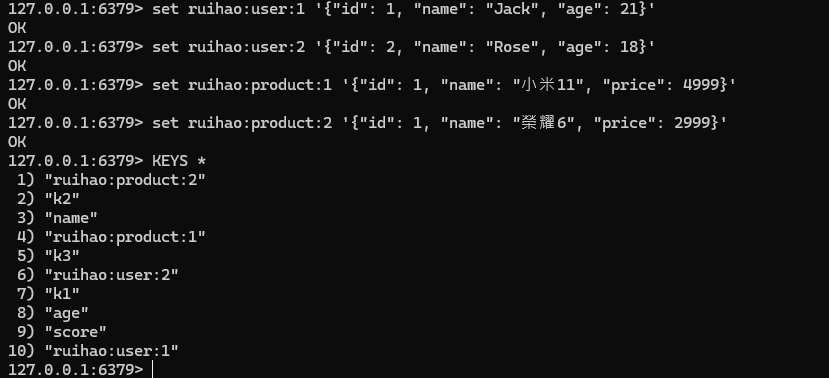 127.0.0.1:6379> set ruihao:user:1 '{"id": 1, "name": "Jack", "age": 21}'
OK
127.0.0.1:6379> set ruihao:user:2 '{"id": 2, "name": "Rose", "age": 18}'
OK
127.0.0.1:6379> set ruihao:product:1 '{"id": 1, "name": "小米11", "price": 4999}'
OK
127.0.0.1:6379> set ruihao:product:2 '{"id": 1, "name": "榮耀6", "price": 2999}'
OK
127.0.0.1:6379> KEYS *
 1) "ruihao:product:2"
 2) "k2"
 3) "name"
 4) "ruihao:product:1"
 5) "k3"
 6) "ruihao:user:2"
 7) "k1"
 8) "age"
 9) "score"
10) "ruihao:user:1"
127.0.0.1:6379>